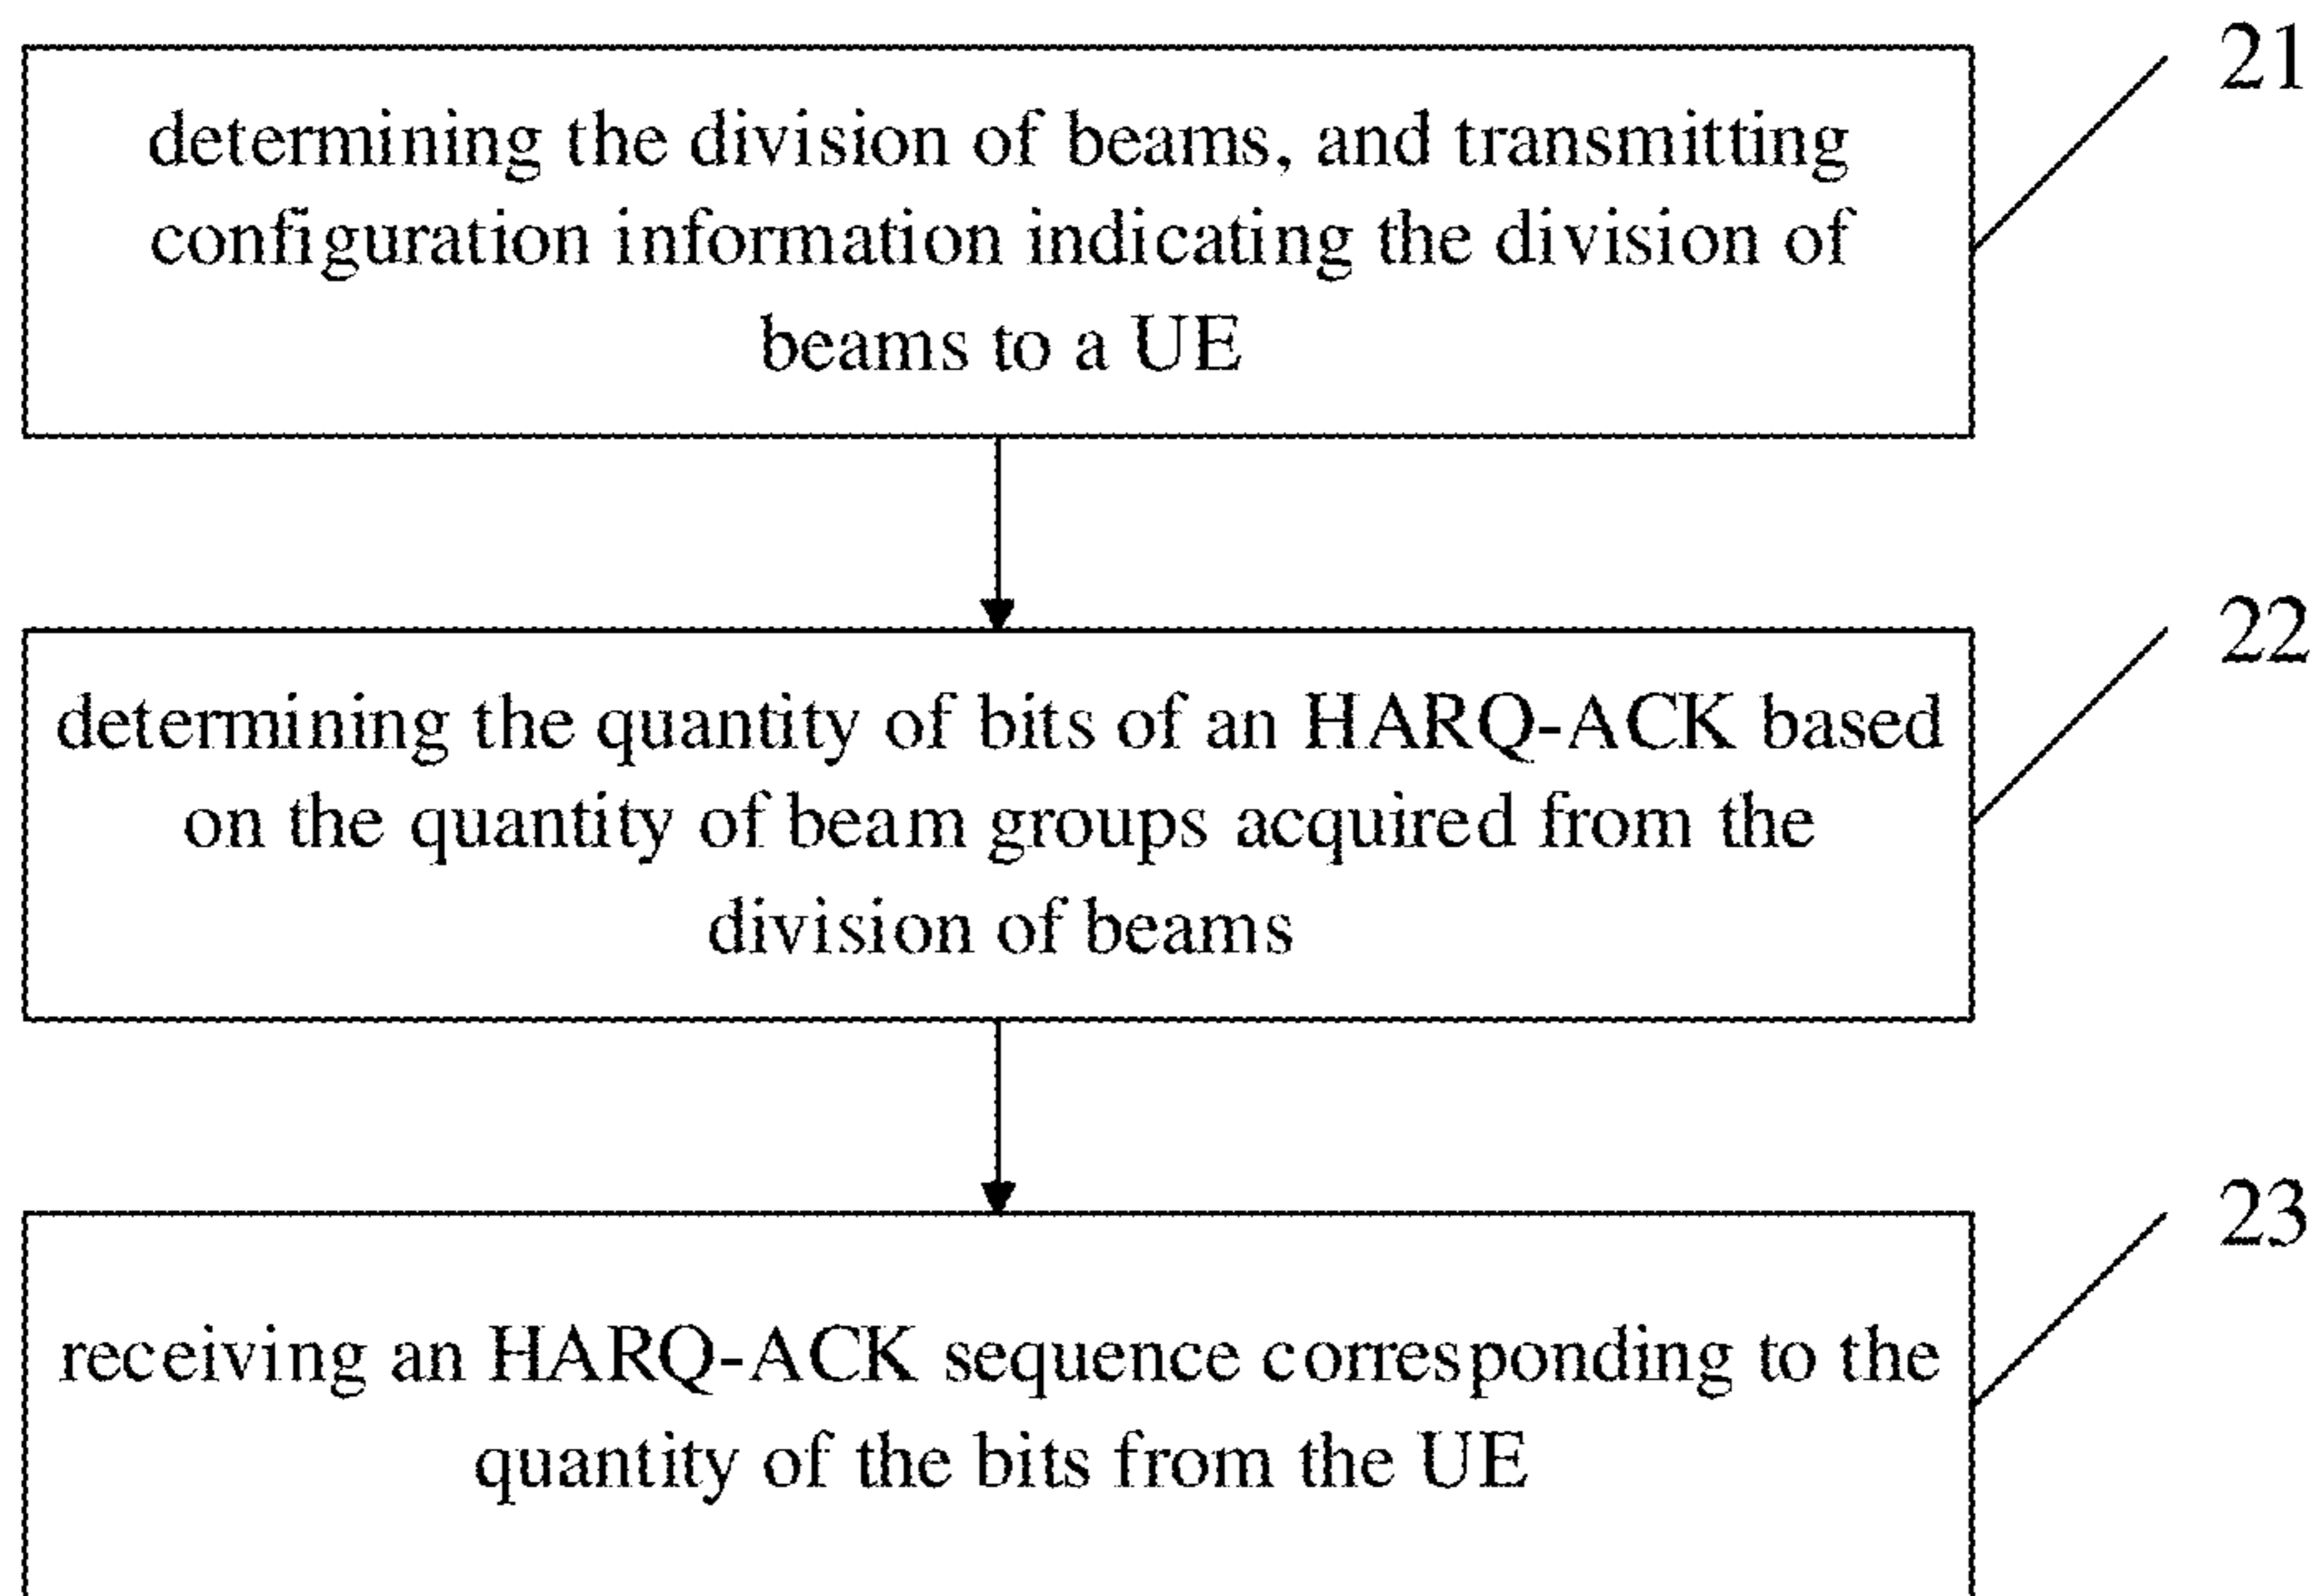 21
determining the division of beams, and transmitting
configuration information indicating the division of
beams to a UE
22
determining the quantity of bits of an HARQ-ACK based
on the quantity of beam groups acquired from the
division of beams
23
receiving an HARQ-ACK sequence corresponding to the
quantity of the bits from the UE